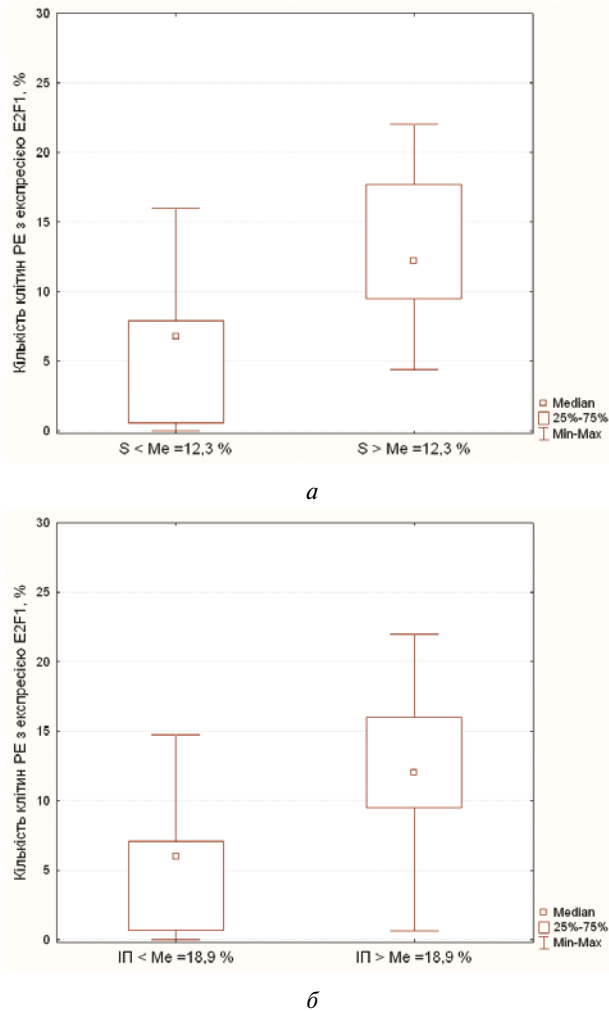 Кількість клітин РЕ з експресією E2F1, %
30
25
20
15
10
5
0
S < Me =12,3 %
S > Me =12,3 %
Median
25%-75%
Min-Max
а
Кількість клітин РЕ з експресією E2F1, %
30
25
20
15
10
5
0
ІП < Me =18,9 %
ІП > Me =18,9 %
Median
25%-75%
Min-Max
б